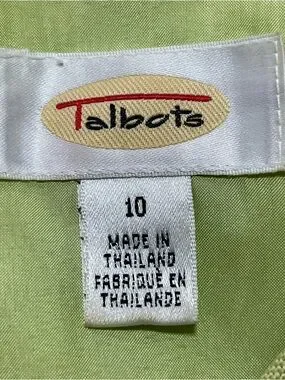 Talbots
10
MADE IN
THAILAND
FABRIQUÉ EN
THAILANDE